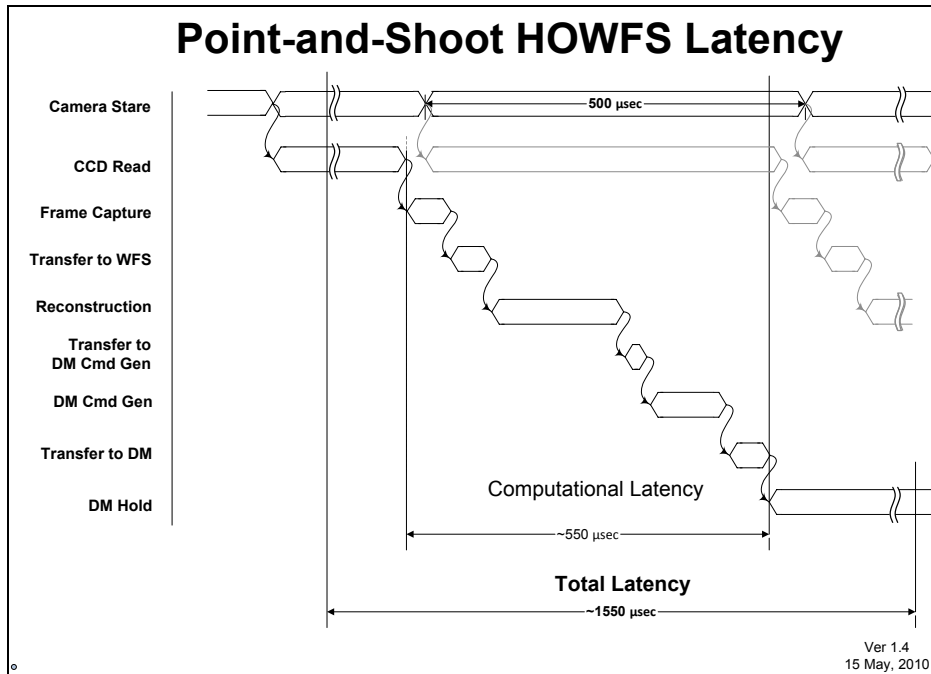 Point-and-Shoot HOWFS Latency
Camera Stare
500 µsec
CCD Read
Frame Capture
Transfer to WFS
Reconstruction
Transfer to
DM Cmd Gen
DM Cmd Gen
Transfer to DM
DM Hold
Computational Latency
~550 µsec
Total Latency
~1550 µsec
Ver 1.4
15 May, 2010